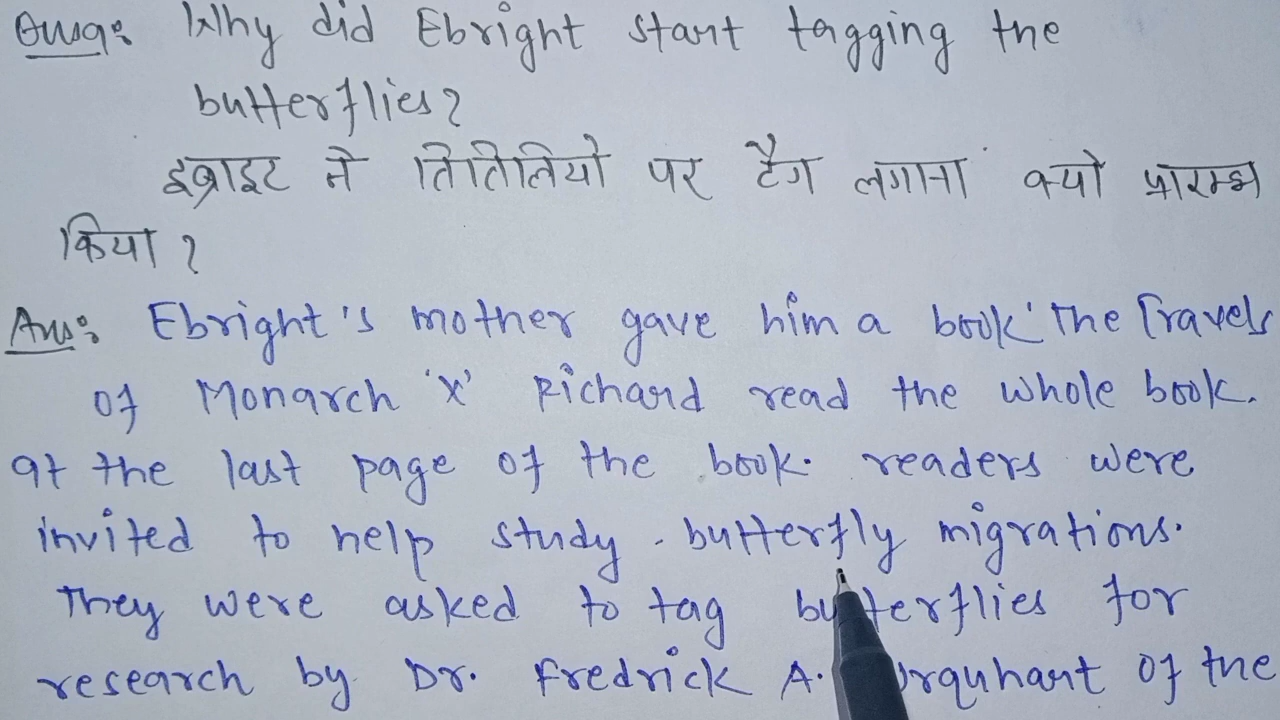 Ques: Why did Ebright start tagging the
butterflies?
इब्राइट ने तितिलियो पर टैग लगाना क्यो प्रारम्भ
किया ?
Ans: Ebright's mother gave him a book 'The Travels
of Monarch 'X' Richard read the whole book.
at the last page of the book. readers were
invited to help study butterfly migrations.
They were asked to tag butterflies for
research by Dr. Fredrick A. Urquhart of the